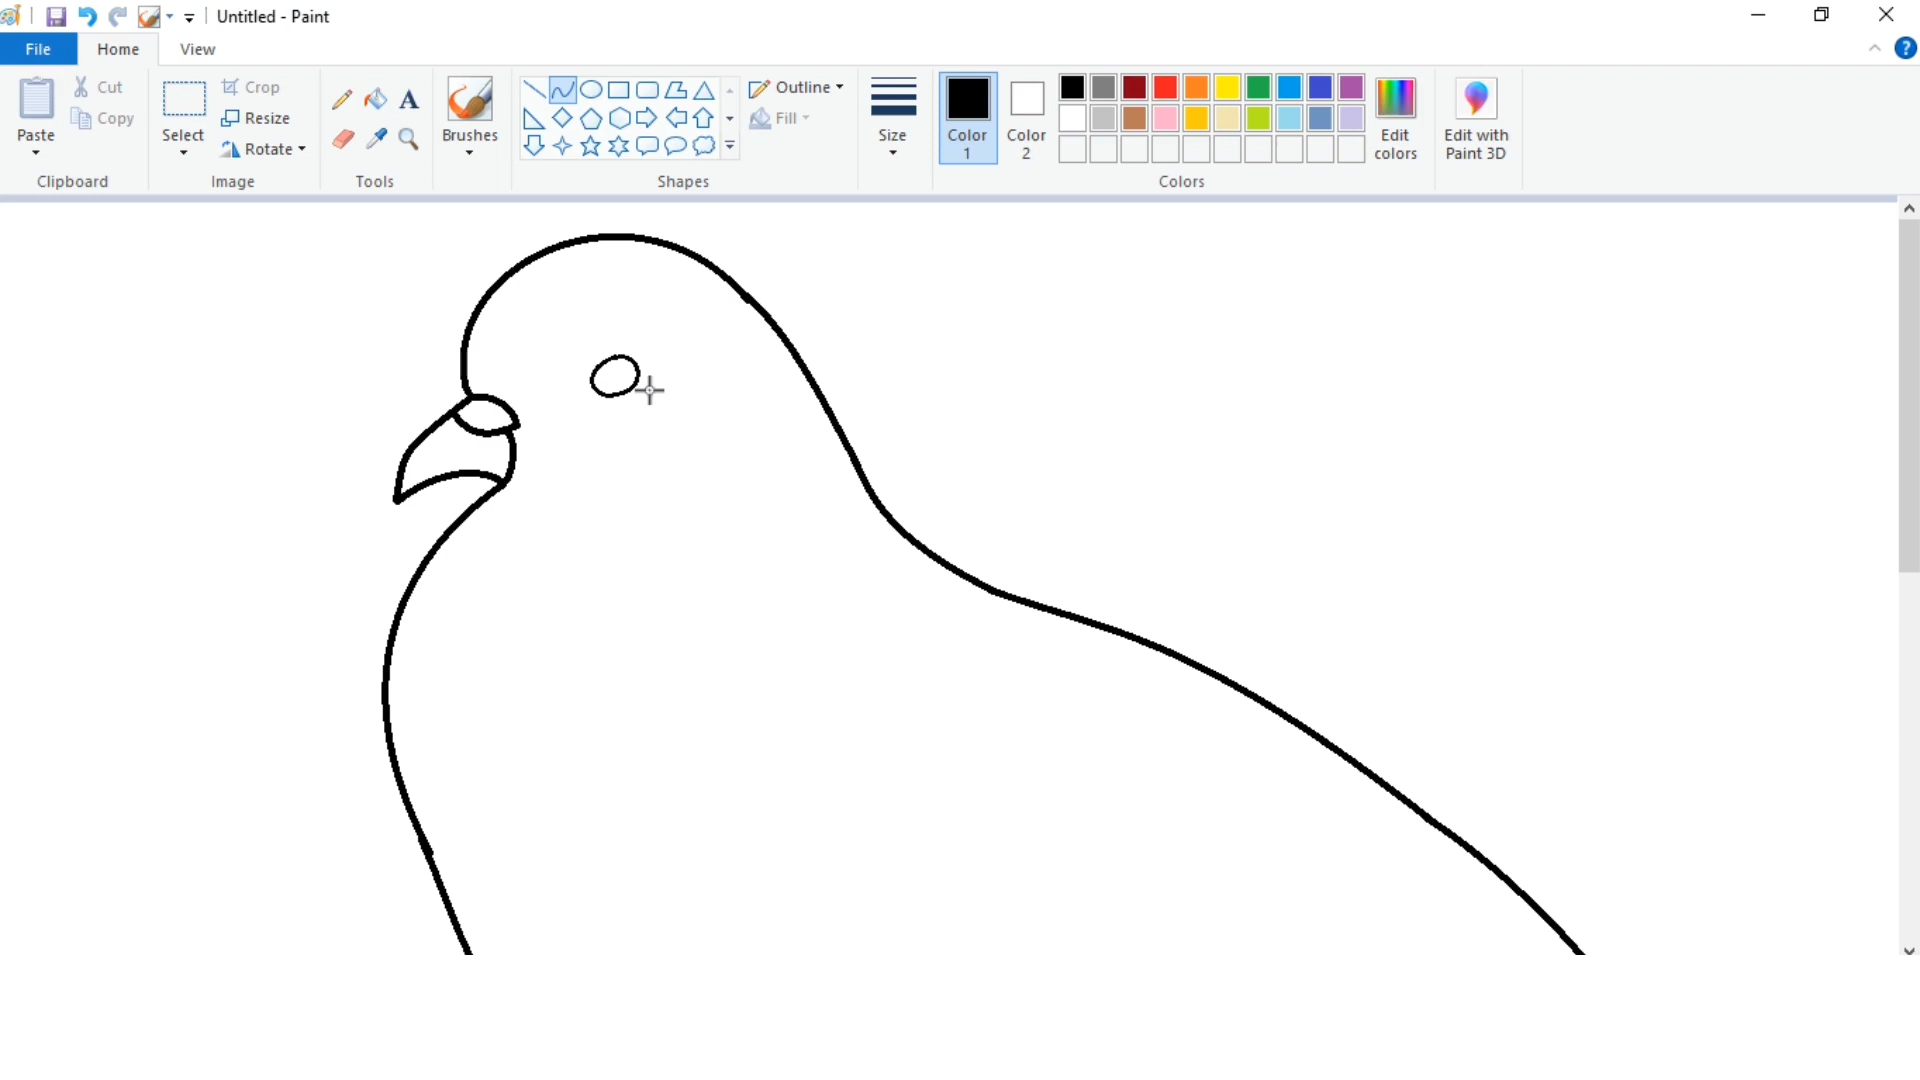 Untitled - Paint
File Home View
Paste
Cut
Copy
Clipboard
Select
Crop
Resize
Rotate
Image
A
Tools
Brushes
Shapes
Outline
Fill
Size
Color 1
Color 2
Colors
Edit colors
Edit with Paint 3D
?